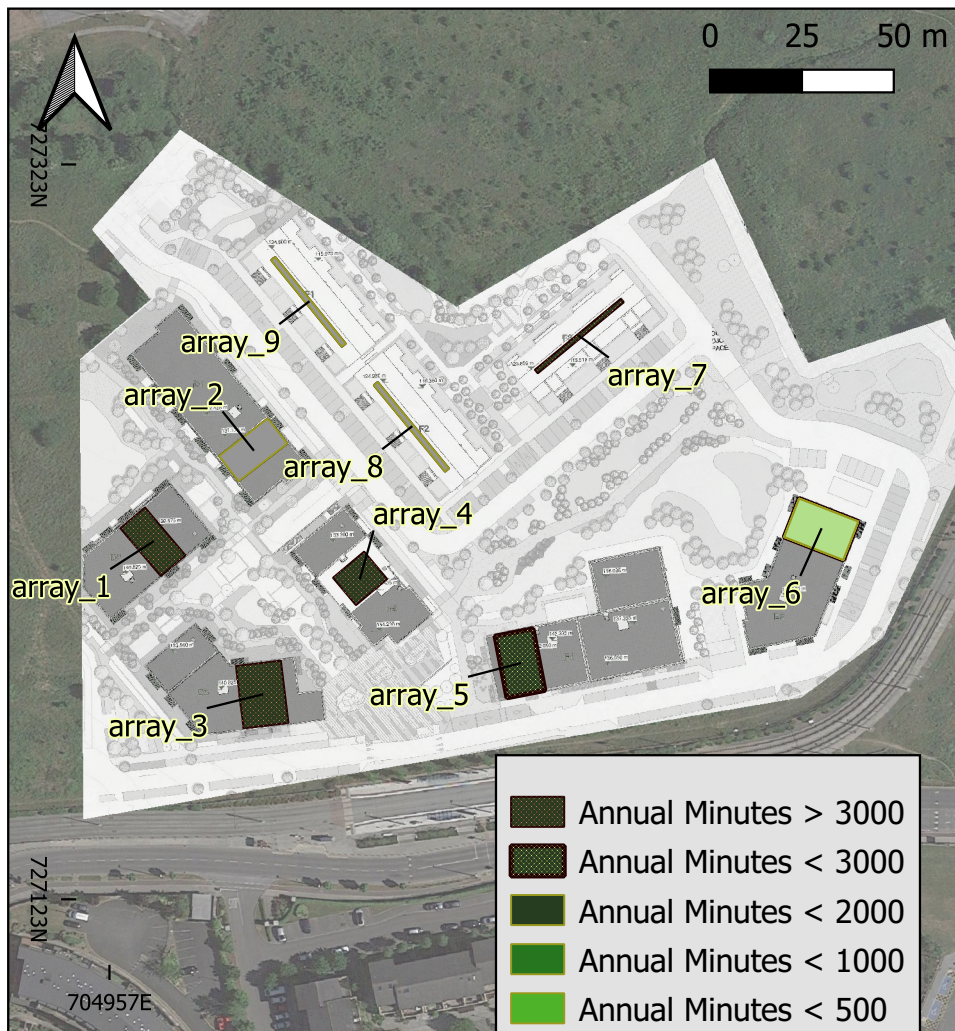 0 25 50 m
727323N
array_9
array_7
array_2
array_8
array_4
array_1
array_6
array_5
array_3
Annual Minutes > 3000
Annual Minutes < 3000
Annual Minutes < 2000
Annual Minutes < 1000
Annual Minutes < 500
727123N
704957E